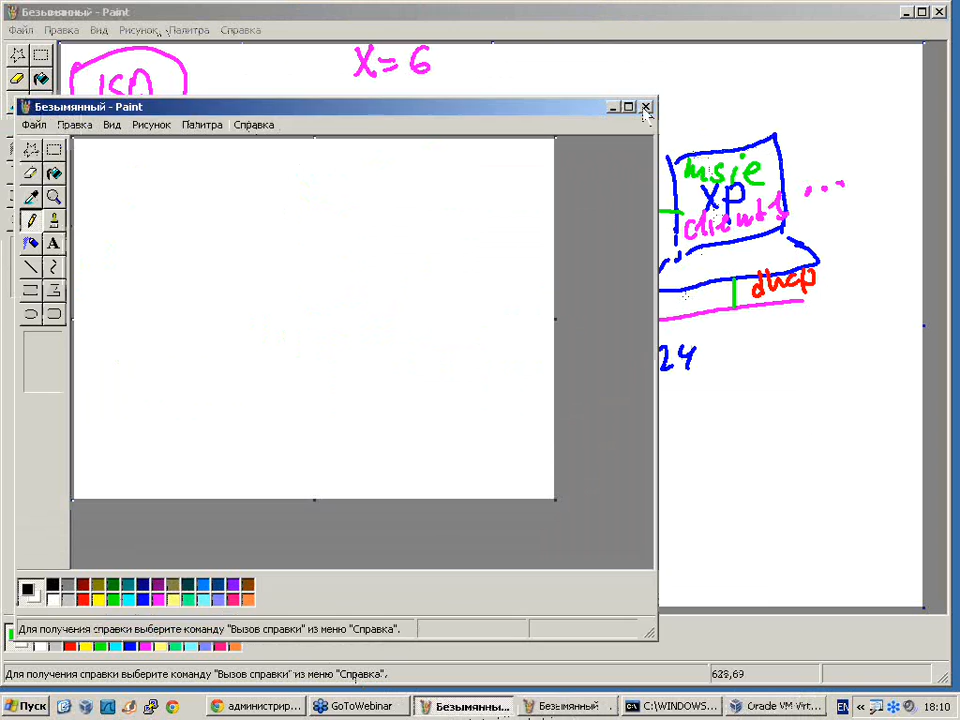 Безымянный - Paint
Файл Правка Вид Рисунок Палитра Справка
X = 6
Безымянный - Paint
Файл Правка Вид Рисунок Палитра Справка
msie
XP
client1
...
dhcp
24
Для получения справки выберите команду "Вызов справки" из меню "Справка".
Для получения справки выберите команду "Вызов справки" из меню "Справка". 629,69
Пуск администрир... GoToWebinar Безымянны... Безымянный ... C:\WINDOWS... Oracle VM Virt... EN « 18:10